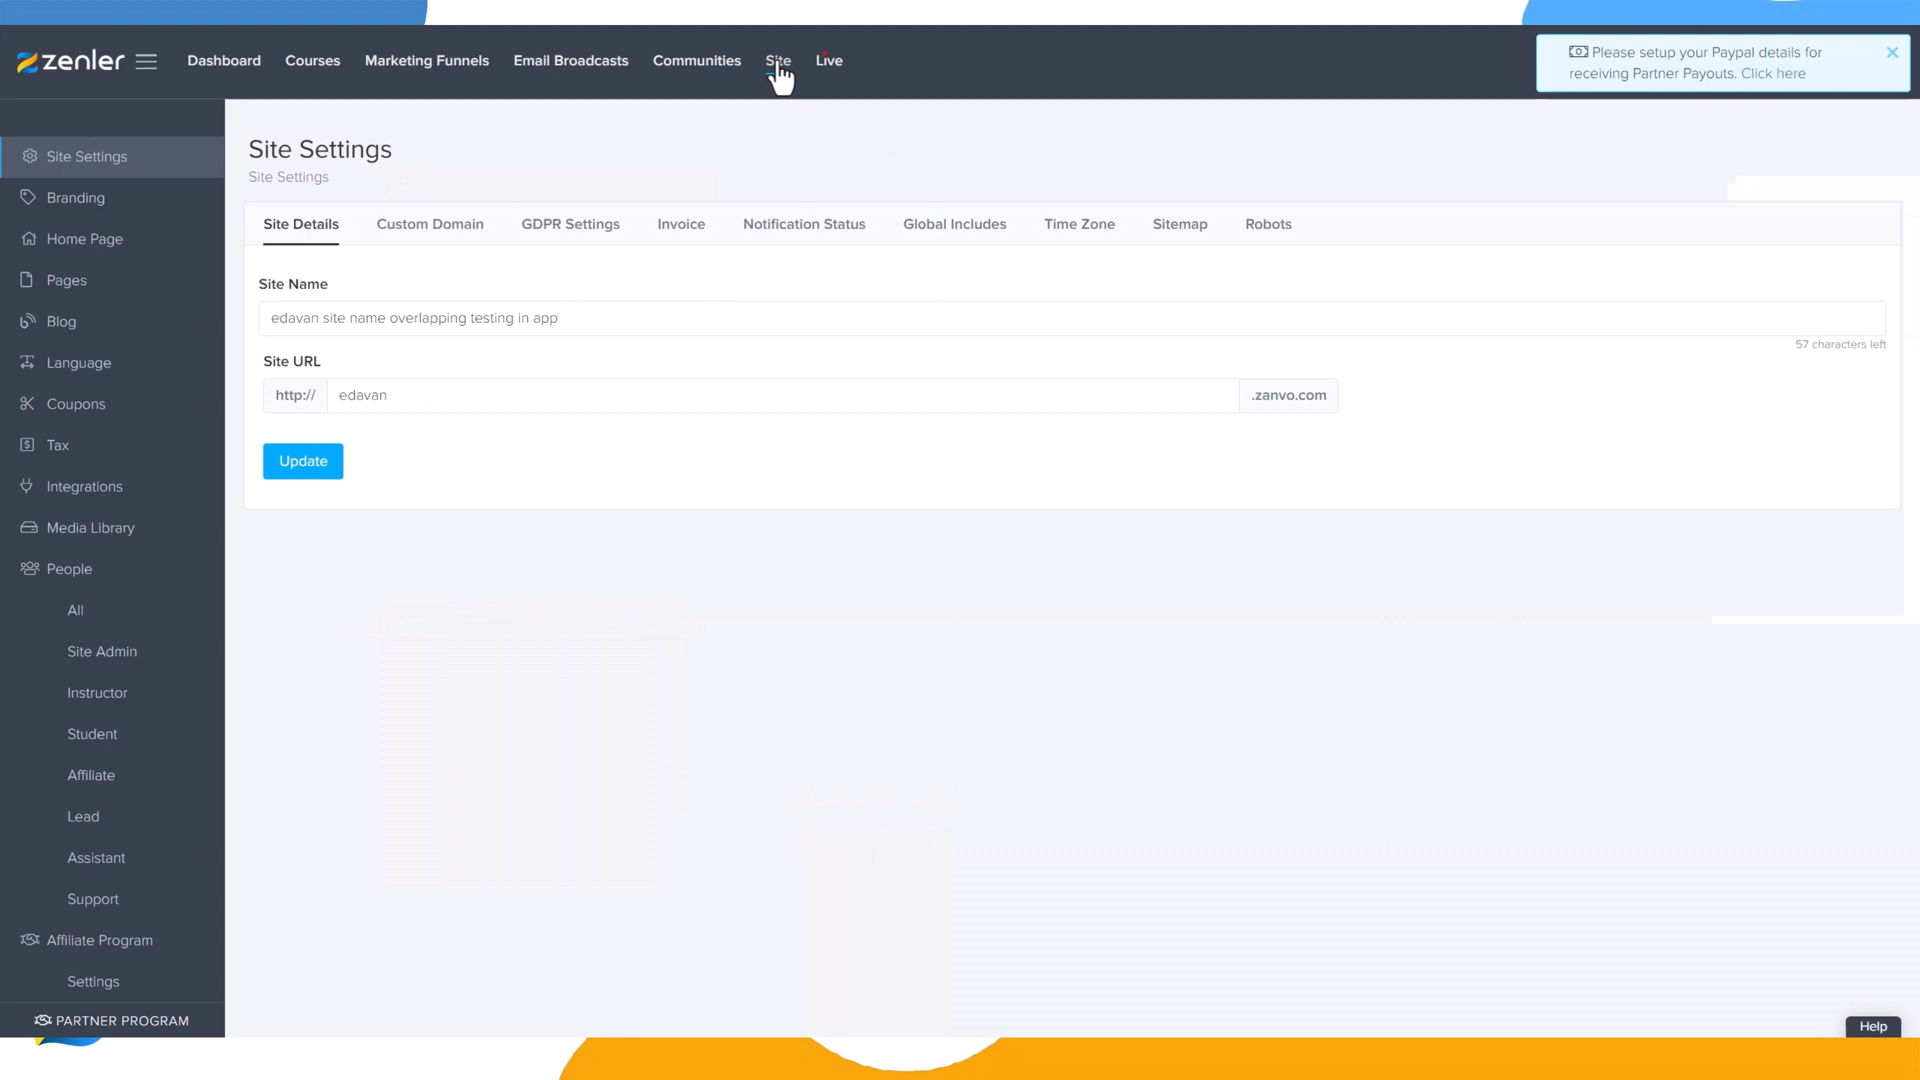 zenler
Dashboard
Courses
Marketing Funnels
Email Broadcasts
Communities
Site
Live
Please setup your Paypal details for
receiving Partner Payouts. Click here
Site Settings
Branding
Home Page
Pages
Blog
Language
Coupons
Tax
Integrations
Media Library
People
All
Site Admin
Instructor
Student
Affiliate
Lead
Assistant
Support
Affiliate Program
Settings
PARTNER PROGRAM
Site Settings
Site Settings
Site Details
Custom Domain
GDPR Settings
Invoice
Notification Status
Global Includes
Time Zone
Sitemap
Robots
Site Name
edavan site name overlapping testing in app
57 characters left
Site URL
http://
edavan
.zanvo.com
Update
Help